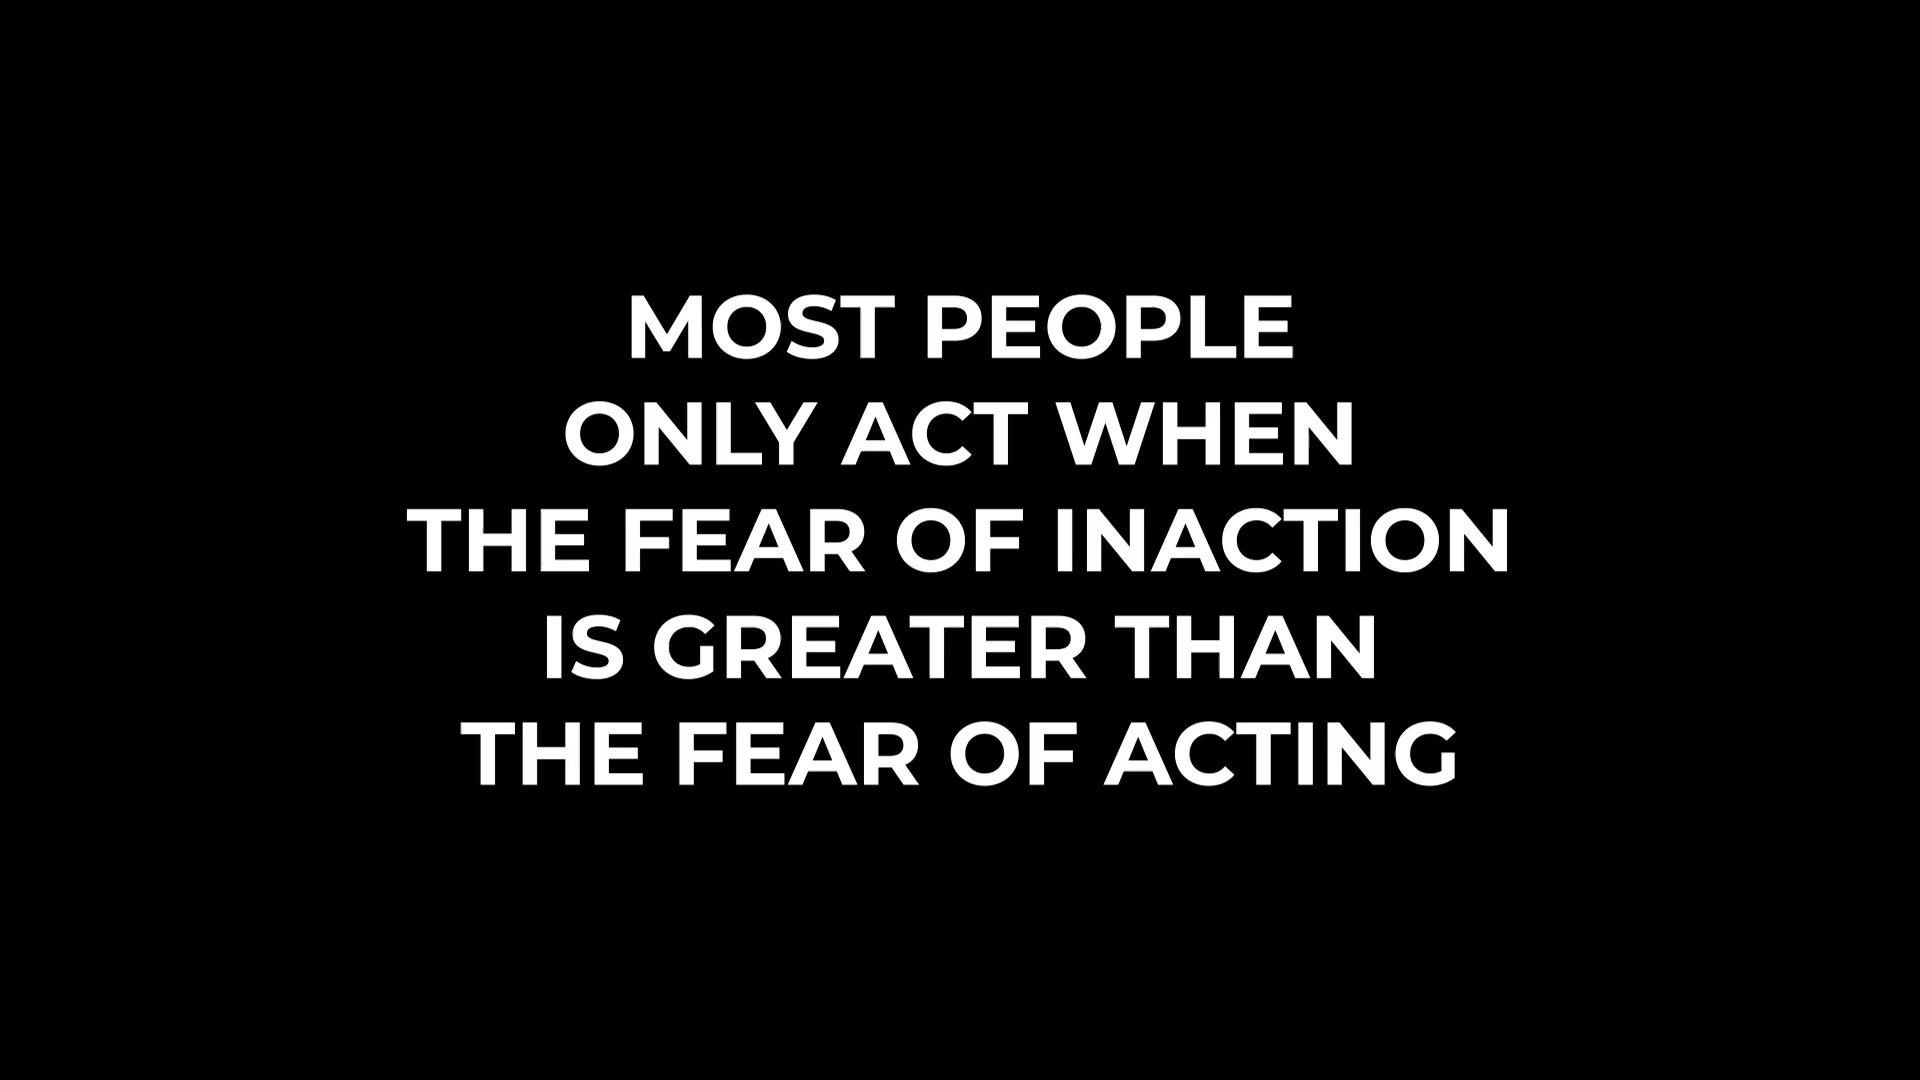 MOST PEOPLE
ONLY ACT WHEN
THE FEAR OF INACTION
IS GREATER THAN
THE FEAR OF ACTING